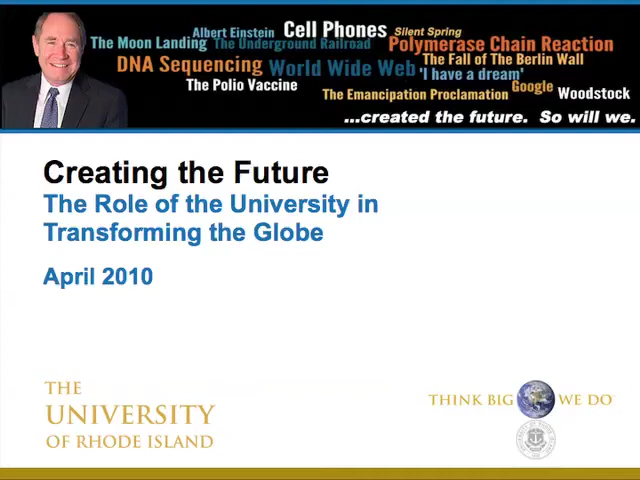 Albert Einstein Cell Phones Silent Spring
The Moon Landing The Underground Railroad Polymerase Chain Reaction
The Fall of The Berlin Wall
DNA Sequencing World Wide Web 'I have a dream'
The Polio Vaccine The Emancipation Proclamation Google Woodstock
...created the future. So will we.
Creating the Future
The Role of the University in
Transforming the Globe
April 2010
THE
UNIVERSITY
OF RHODE ISLAND
THINK BIG WE DO